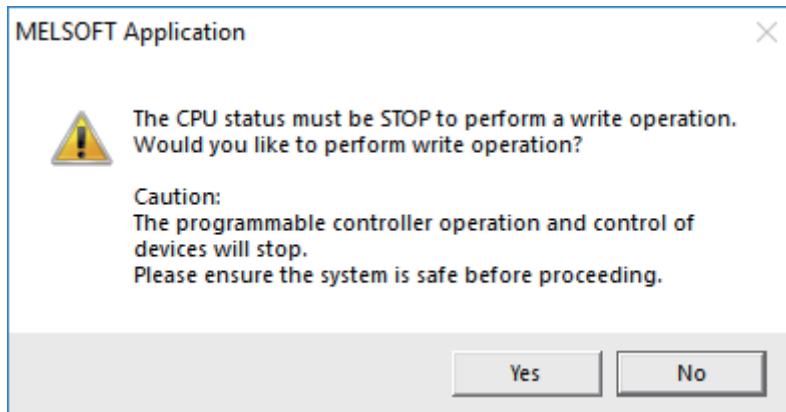 MELSOFT Application
The CPU status must be STOP to perform a write operation.
Would you like to perform write operation?
Caution:
The programmable controller operation and control of
devices will stop.
Please ensure the system is safe before proceeding.
Yes
No